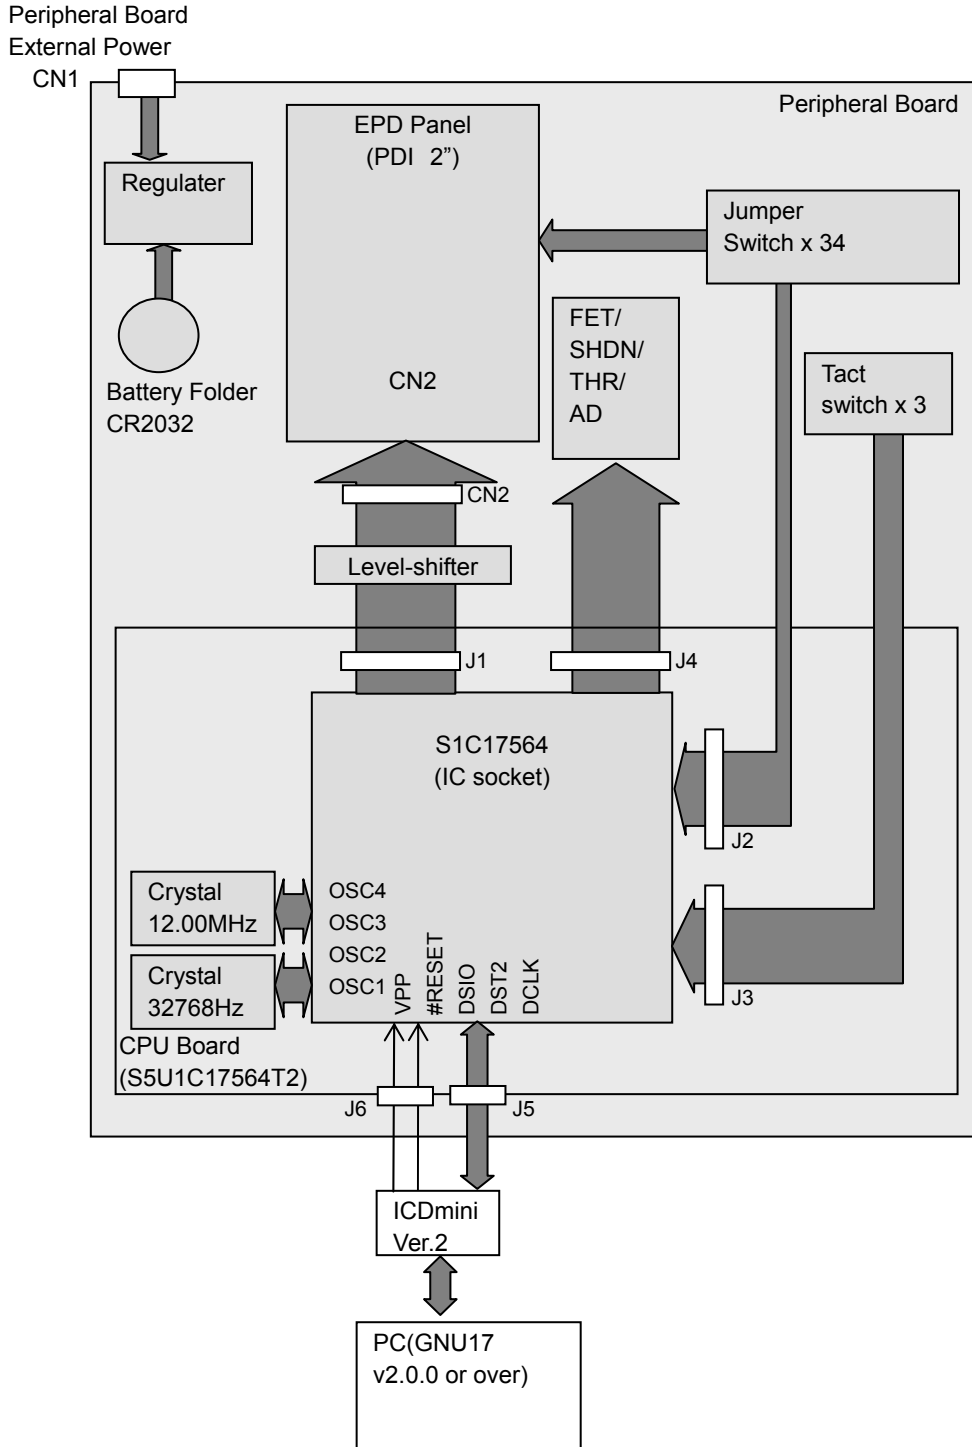 Peripheral Board
External Power
CN1
Peripheral Board
EPD Panel
(PDI 2”)
Regulater
Jumper
Switch x 34
FET/
SHDN/
THR/
AD
CN2
Tact
switch x 3
Battery Folder
CR2032
CN2
Level-shifter
J1
J4
S1C17564
(IC socket)
J2
Crystal
12.00MHz
OSC4
OSC3
OSC2
OSC1
Crystal
32768Hz
VPP
#RESET
DSIO
DST2
DCLK
J3
CPU Board
(S5U1C17564T2)
J6
J5
ICDmini
Ver.2
PC(GNU17
v2.0.0 or over)